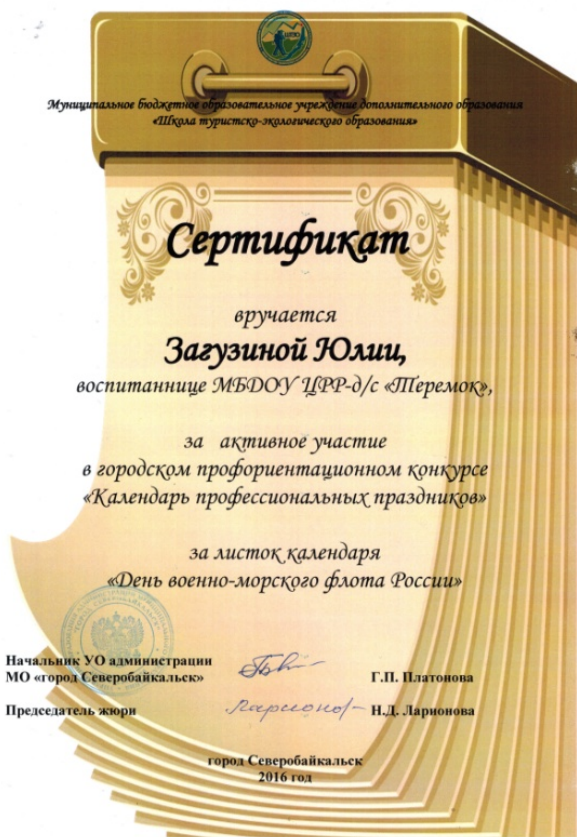 Муниципальное бюджетное образовательное учреждение дополнительного образования
«Школа туристско-экологического образования»
Сертификат
вручается
Загузиной Юлии,
воспитаннице МБДОУ ЦРР-д/с «Теремок»,
за активное участие
в городском профориентационном конкурсе
«Календарь профессиональных праздников»
за листок календаря
«День военно-морского флота России»
Начальник УО администрации
МО «город Северобайкальск» Г.П. Платонова
Председатель жюри Ларионо Н.Д. Ларионова
город Северобайкальск
2016 год